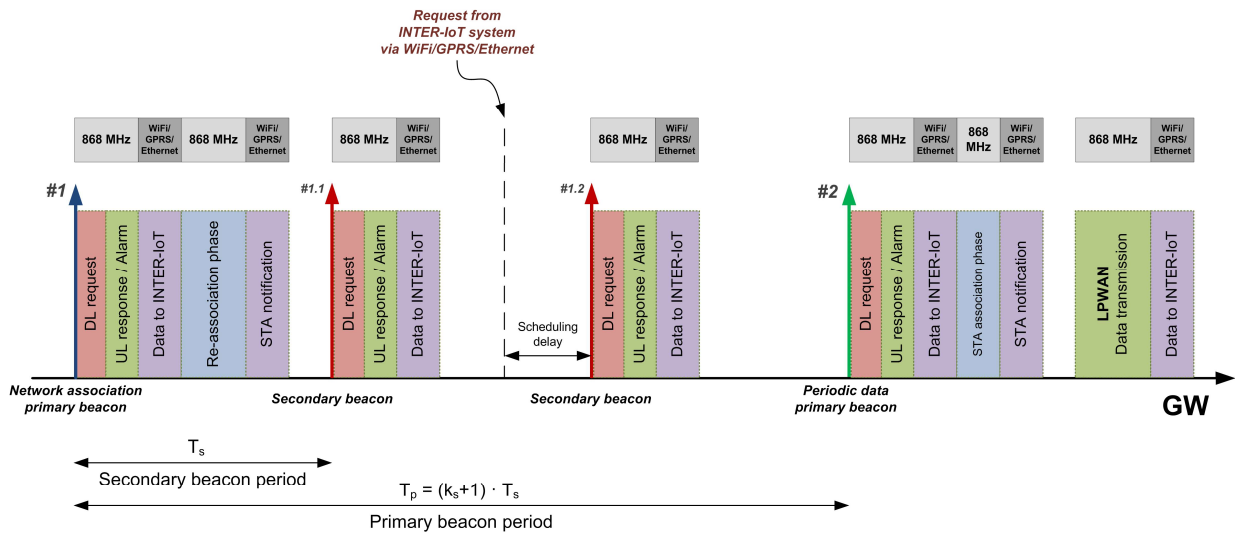 Request from
INTER-IoT system
via WiFi/GPRS/Ethernet
868 MHz
WiFi/
GPRS/
Ethernet
868 MHz
WiFi/
GPRS/
Ethernet
868 MHz
WiFi/
GPRS/
Ethernet
868 MHz
WiFi/
GPRS/
Ethernet
868 MHz
WiFi/
GPRS/
Ethernet
868
MHz
WiFi/
GPRS/
Ethernet
868 MHz
WiFi/
GPRS/
Ethernet
#1
#1.1
#1.2
#2
DL request
UL response / Alarm
Data to INTER-IoT
Re-association phase
STA notification
DL request
UL response / Alarm
Data to INTER-IoT
Scheduling
delay
DL request
UL response / Alarm
Data to INTER-IoT
DL request
UL response / Alarm
Data to INTER-IoT
STA association phase
STA notification
LPWAN
Data transmission
Data to INTER-IoT
Network association
primary beacon
Secondary beacon
Secondary beacon
Periodic data
primary beacon
GW
Ts
Secondary beacon period
Tp = (ks+1) · Ts
Primary beacon period